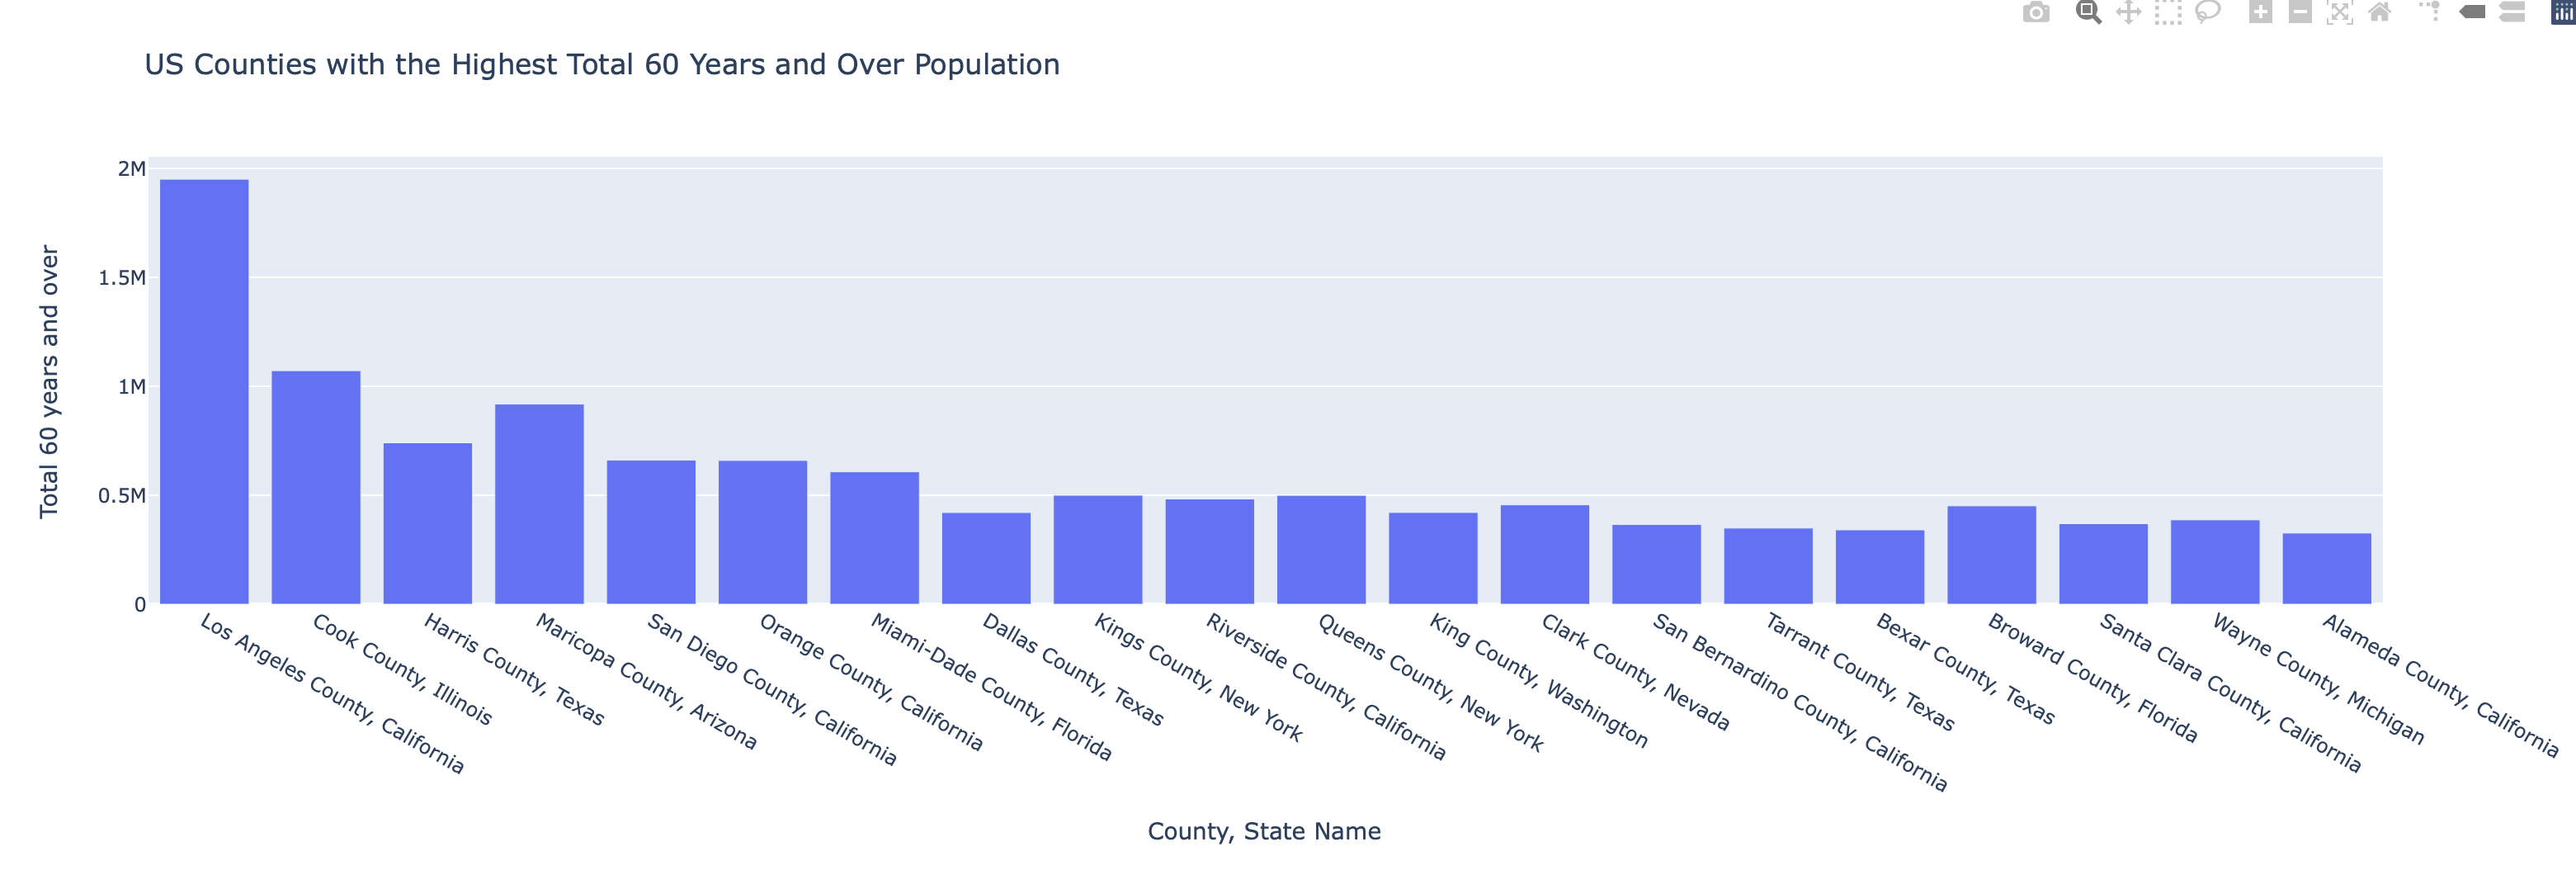 US Counties with the Highest Total 60 Years and Over Population
Total 60 years and over
2M
1.5M
1M
0.5M
0
Los Angeles County, California
Cook County, Illinois
Harris County, Texas
Maricopa County, Arizona
San Diego County, California
Orange County, California
Miami-Dade County, Florida
Dallas County, Texas
Kings County, New York
Riverside County, California
Queens County, New York
King County, Washington
Clark County, Nevada
San Bernardino County, California
Tarrant County, Texas
Bexar County, Texas
Broward County, Florida
Santa Clara County, California
Wayne County, Michigan
Alameda County, California
County, State Name